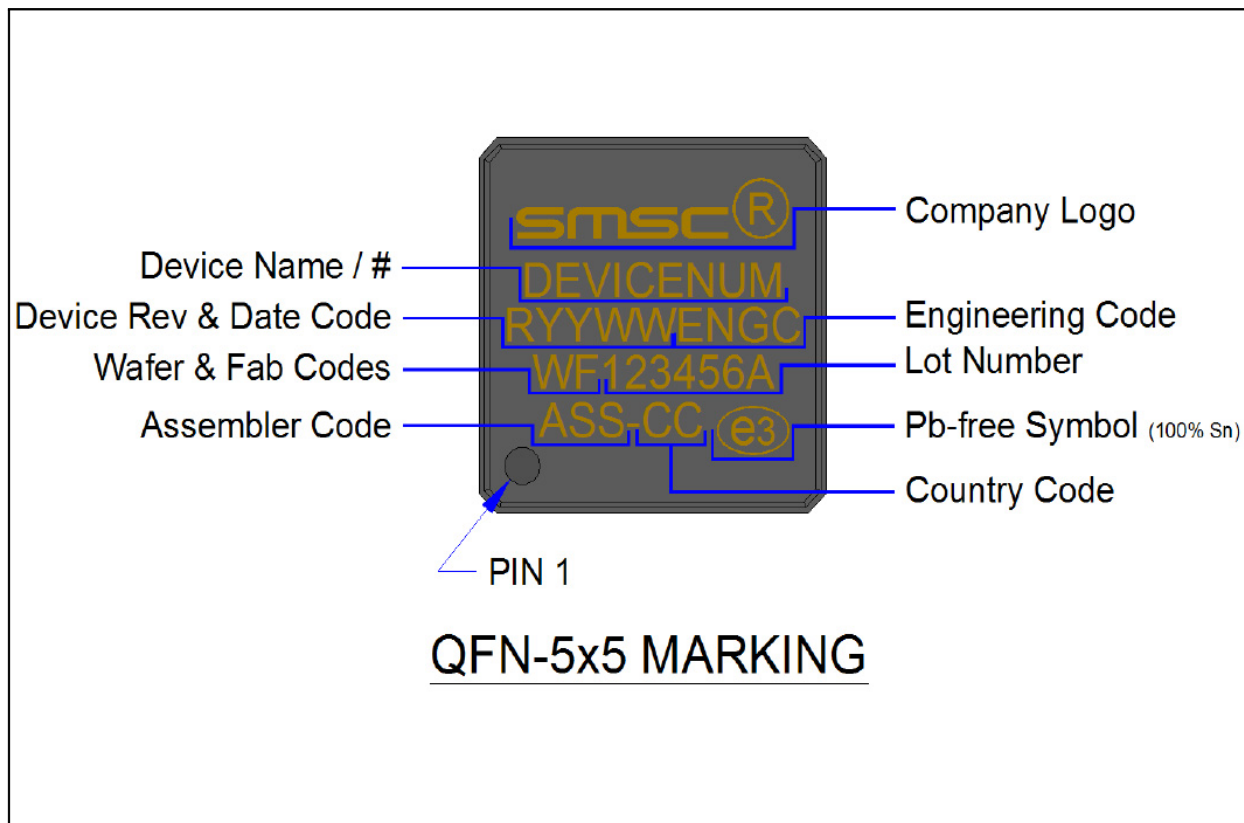 smsc®
Company Logo
Device Name / #
DEVICENUM
Device Rev & Date Code
RYYWWENGC
Engineering Code
Wafer & Fab Codes
WF123456A
Lot Number
Assembler Code
ASS-CC
e3
Pb-free Symbol (100% Sn)
Country Code
PIN 1
QFN-5x5 MARKING